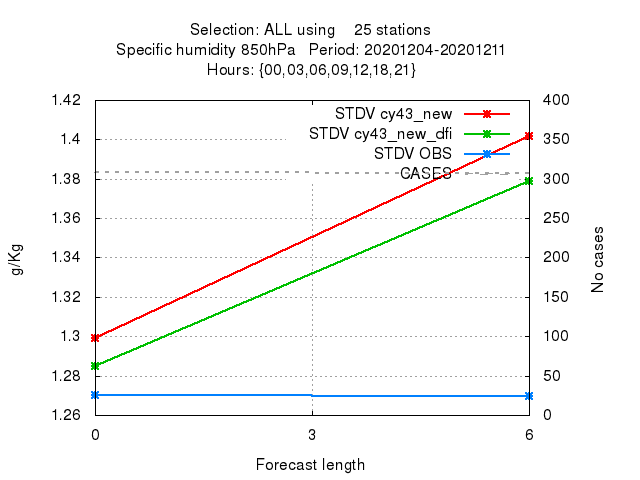 Selection: ALL using    25 stations
Specific humidity 850hPa   Period: 20201204-20201211
Hours: {00,03,06,09,12,18,21}
1.42
1.4
1.38
1.36
1.34
1.32
1.3
1.28
1.26
g/Kg
STDV cy43_new
STDV cy43_new_dfi
STDV OBS
CASES
400
350
300
250
200
150
100
50
0
No cases
0 3 6
Forecast length